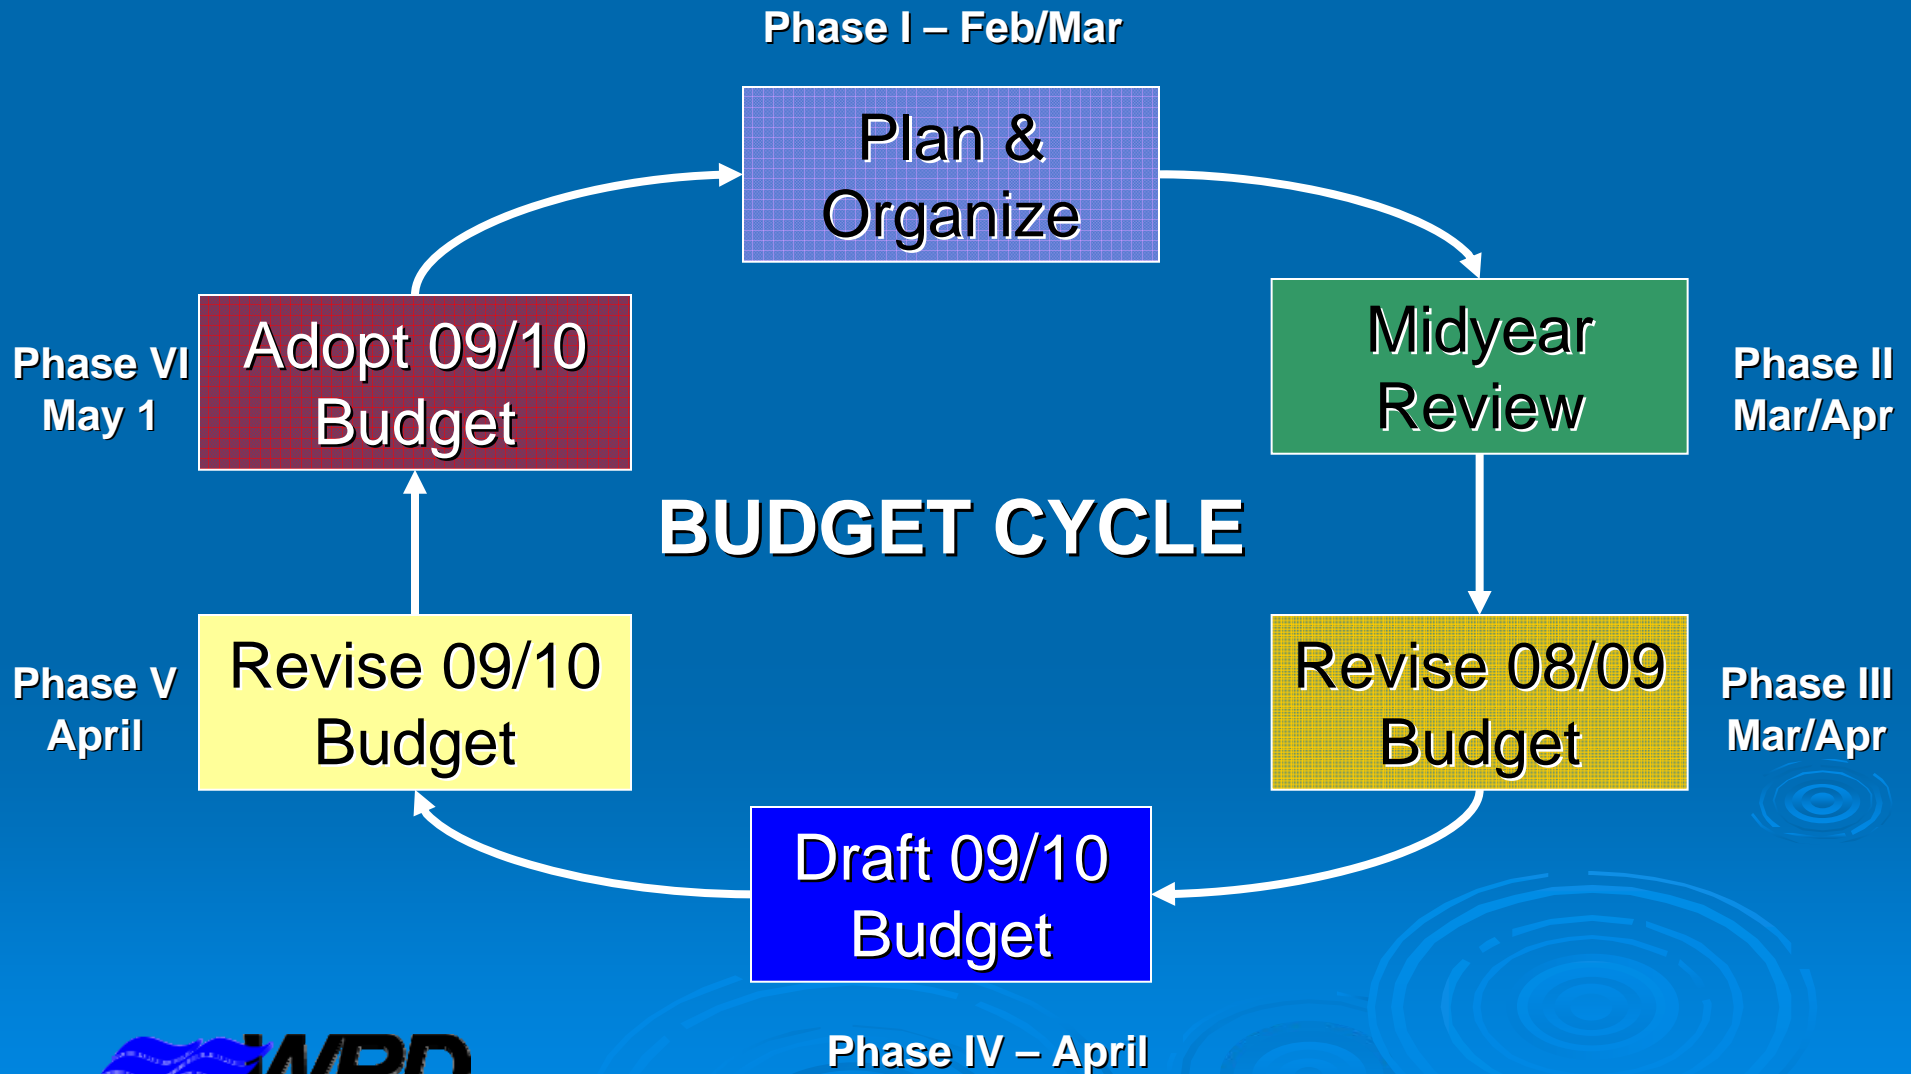 Phase I – Feb/Mar
Plan &
Organize
Midyear
Review
Phase II
Mar/Apr
Revise 08/09
Budget
Phase III
Mar/Apr
Draft 09/10
Budget
Phase IV – April
Revise 09/10
Budget
Phase V
April
Adopt 09/10
Budget
Phase VI
May 1
BUDGET CYCLE